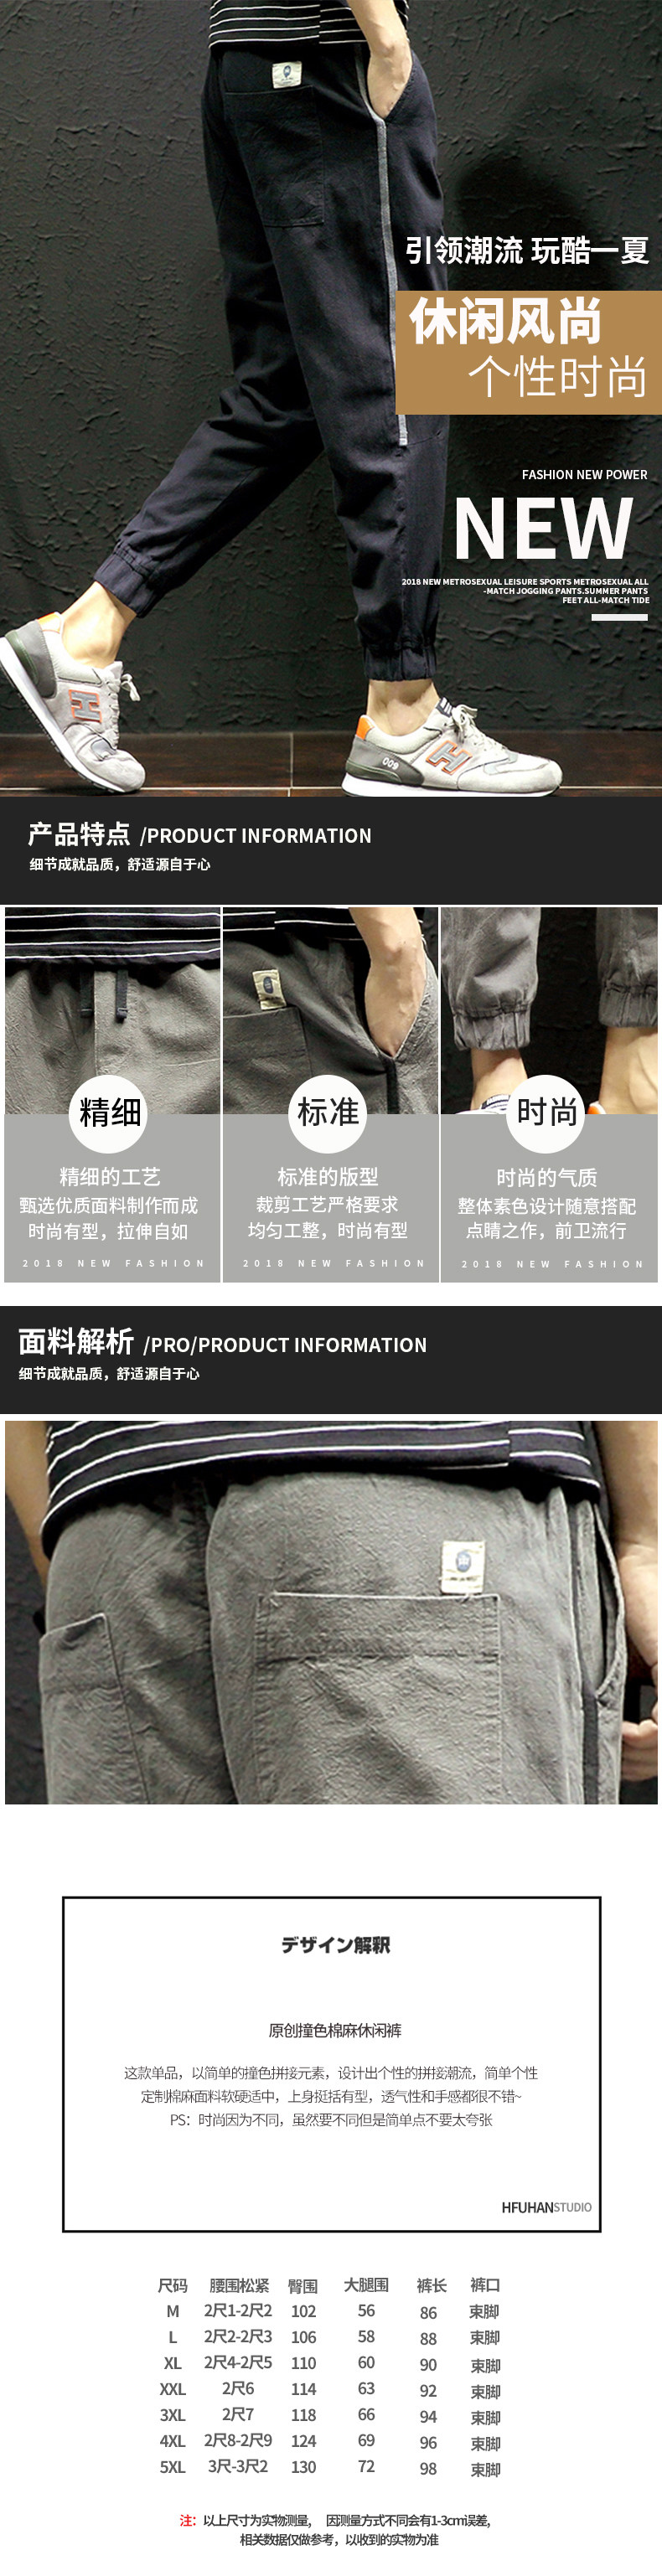 引领潮流 玩酷一夏
休闲风尚
个性时尚
FASHION NEW POWER
NEW
2018 NEW METROSEXUAL LEISURE SPORTS METROSEXUAL ALL
-MATCH JOGGING PANTS.SUMMER PANTS
FEET ALL-MATCH TIDE
H
H
009
产品特点 /PRODUCT INFORMATION
细节成就品质，舒适源自于心
精细 标准 时尚
精细的工艺 标准的版型 时尚的气质
甄选优质面料制作而成 裁剪工艺严格要求 整体素色设计随意搭配
时尚有型，拉伸自如 均匀工整，时尚有型 点睛之作，前卫流行
2018 NEW FASHION 2018 NEW FASHION 2018 NEW FASHION
面料解析 /PRO/PRODUCT INFORMATION
细节成就品质，舒适源自于心
デザイン解釈
原创撞色棉麻休闲裤
这款单品，以简单的撞色拼接元素，设计出个性的拼接潮流，简单个性
定制棉麻面料软硬适中，上身挺括有型，透气性和手感都很不错~
PS：时尚因为不同，虽然要不同但是简单点不要太夸张
HFUHANSTUDIO
尺码 腰围松紧 臀围 大腿围 裤长 裤口
M 2尺1-2尺2 102 56 86 束脚
L 2尺2-2尺3 106 58 88 束脚
XL 2尺4-2尺5 110 60 90 束脚
XXL 2尺6 114 63 92 束脚
3XL 2尺7 118 66 94 束脚
4XL 2尺8-2尺9 124 69 96 束脚
5XL 3尺-3尺2 130 72 98 束脚
注：以上尺寸为实物测量， 因测量方式不同会有1-3cm误差，
相关数据仅做参考，以收到的实物为准